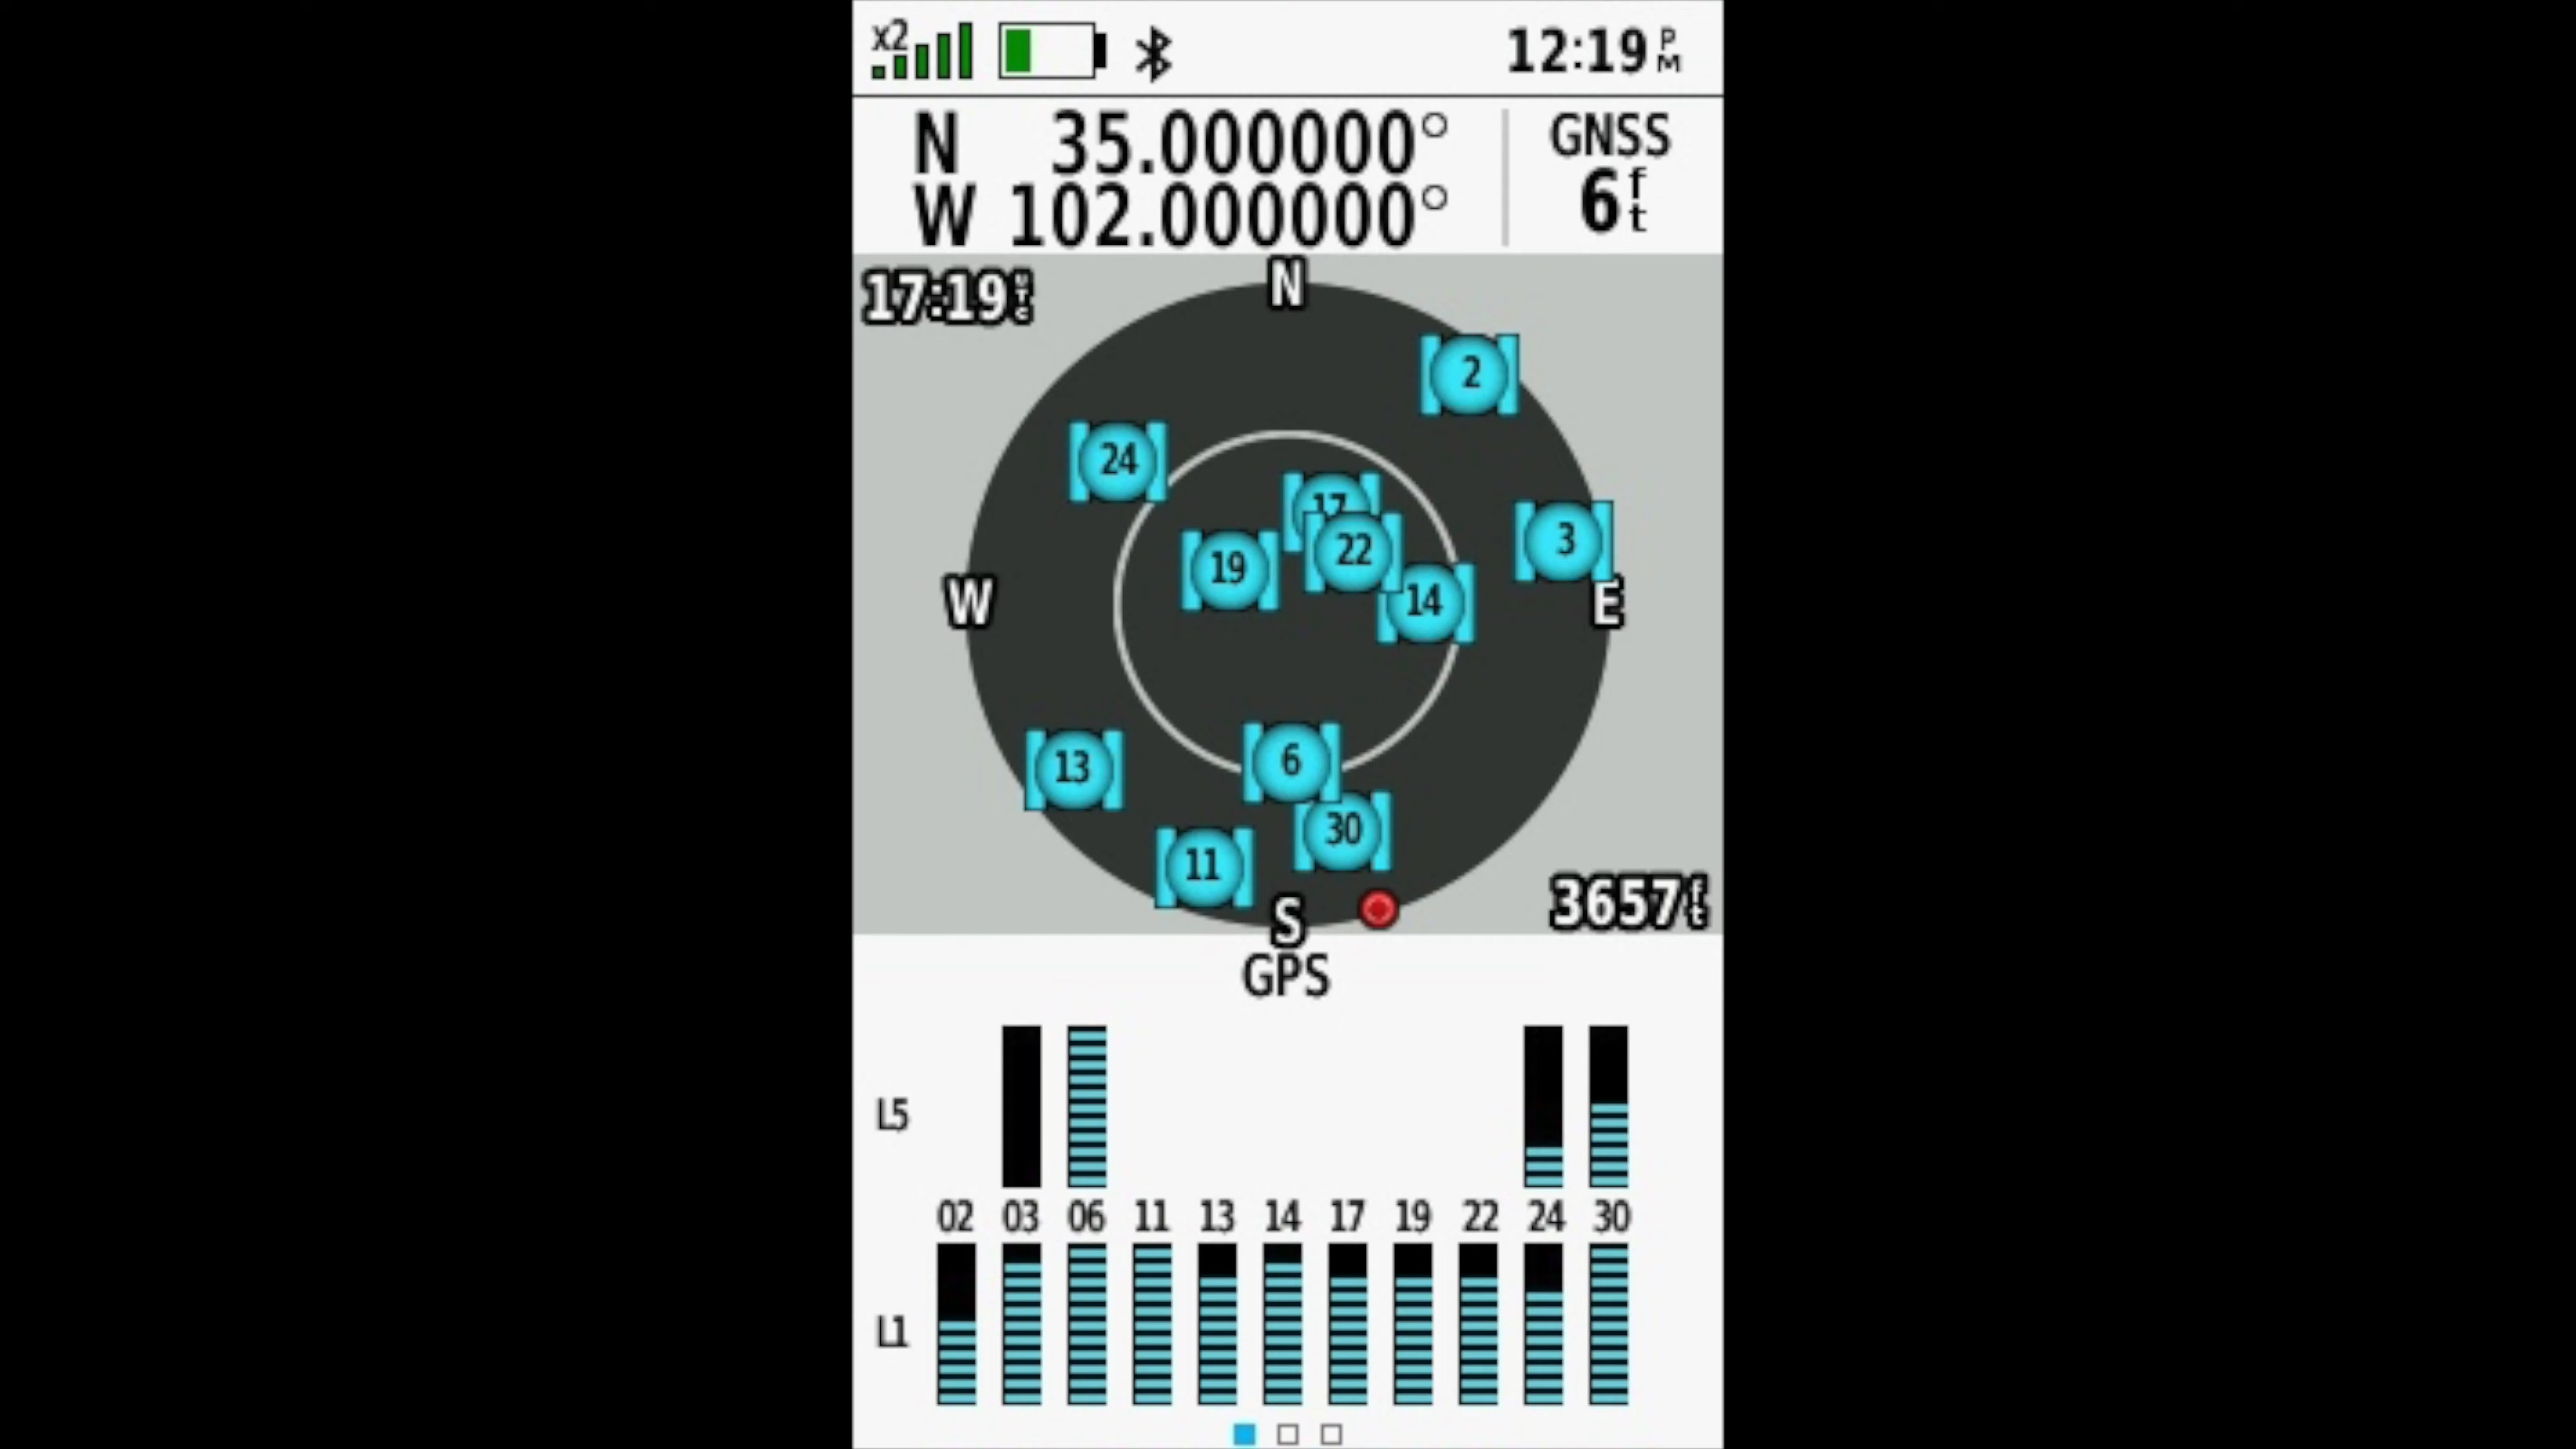 x2 12:19 PM
N 35.000000° GNSS
W 102.000000° 6 ft
17:19 UTC
N
2
24
17
3
22
19
14
W E
6
13
30
11
3657 ft
S
GPS
L5
02 03 06 11 13 14 17 19 22 24 30
L1